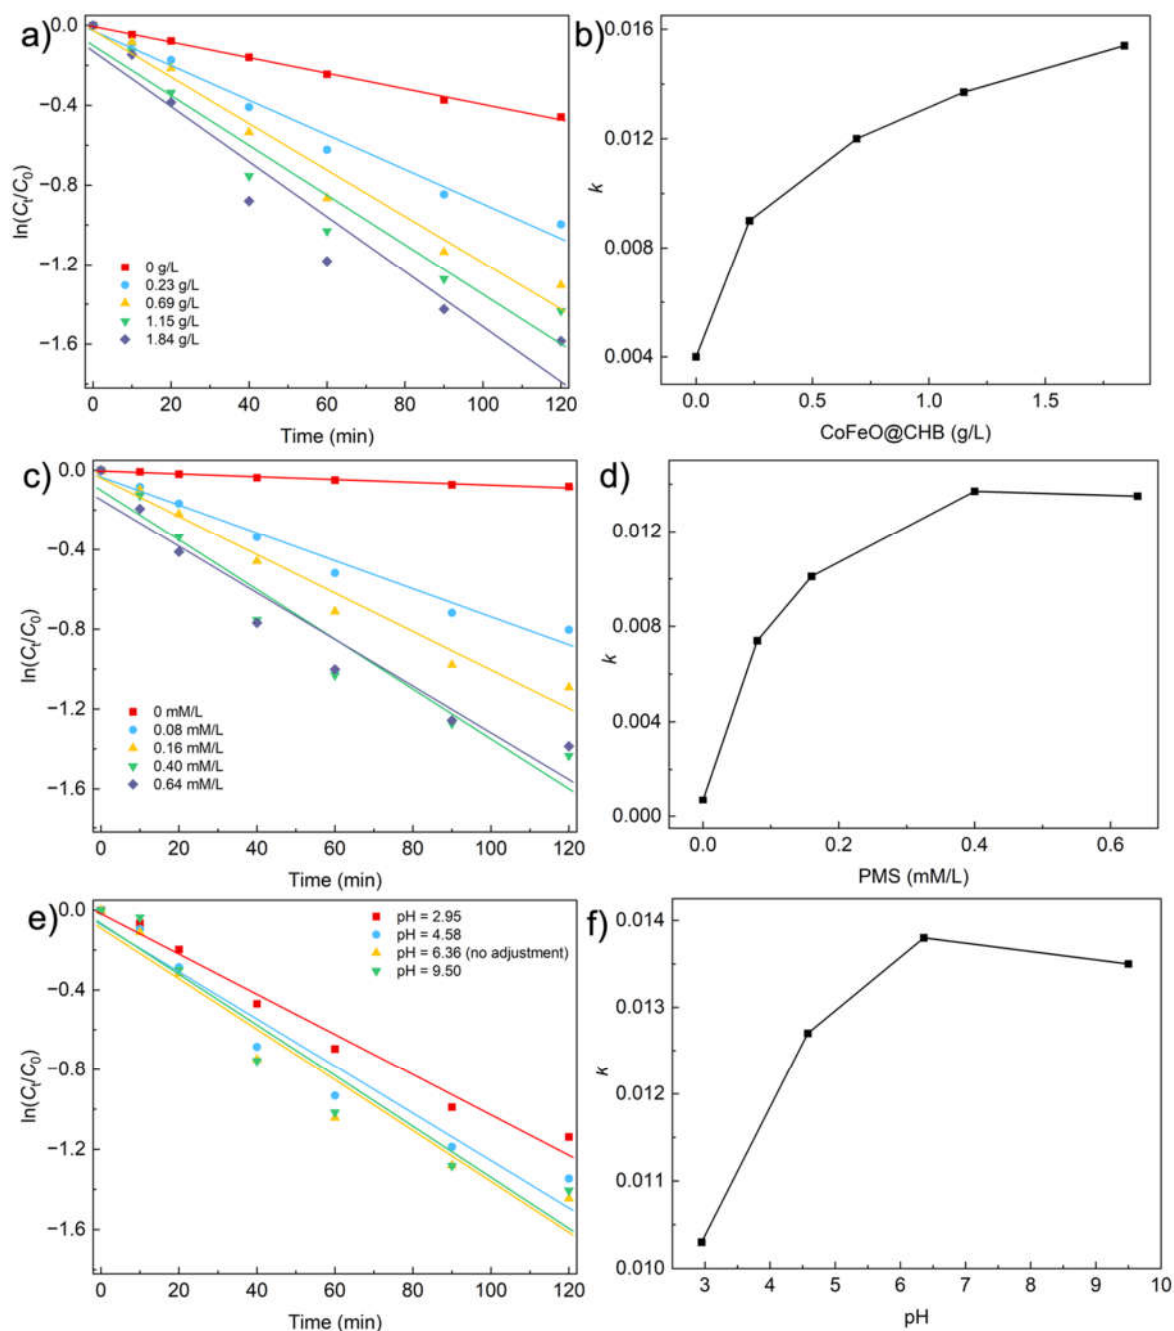 a)
0.0
−0.4
−0.8
−1.2
−1.6
ln(Cₜ/C₀)
0 g/L
0.23 g/L
0.69 g/L
1.15 g/L
1.84 g/L
0 20 40 60 80 100 120
Time (min)
b)
0.016
0.012
0.008
0.004
k
0.0 0.5 1.0 1.5
CoFeO@CHB (g/L)
c)
0.0
−0.4
−0.8
−1.2
−1.6
ln(Cₜ/C₀)
0 mM/L
0.08 mM/L
0.16 mM/L
0.40 mM/L
0.64 mM/L
0 20 40 60 80 100 120
Time (min)
d)
0.012
0.008
0.004
0.000
k
0.0 0.2 0.4 0.6
PMS (mM/L)
e)
0.0
−0.4
−0.8
−1.2
−1.6
ln(Cₜ/C₀)
pH = 2.95
pH = 4.58
pH = 6.36 (no adjustment)
pH = 9.50
0 20 40 60 80 100 120
Time (min)
f)
0.014
0.013
0.012
0.011
0.010
k
3 4 5 6 7 8 9 10
pH